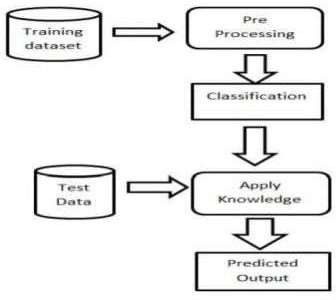 Training
dataset
Pre
Processing
Classification
Test
Data
Apply
Knowledge
Predicted
Output